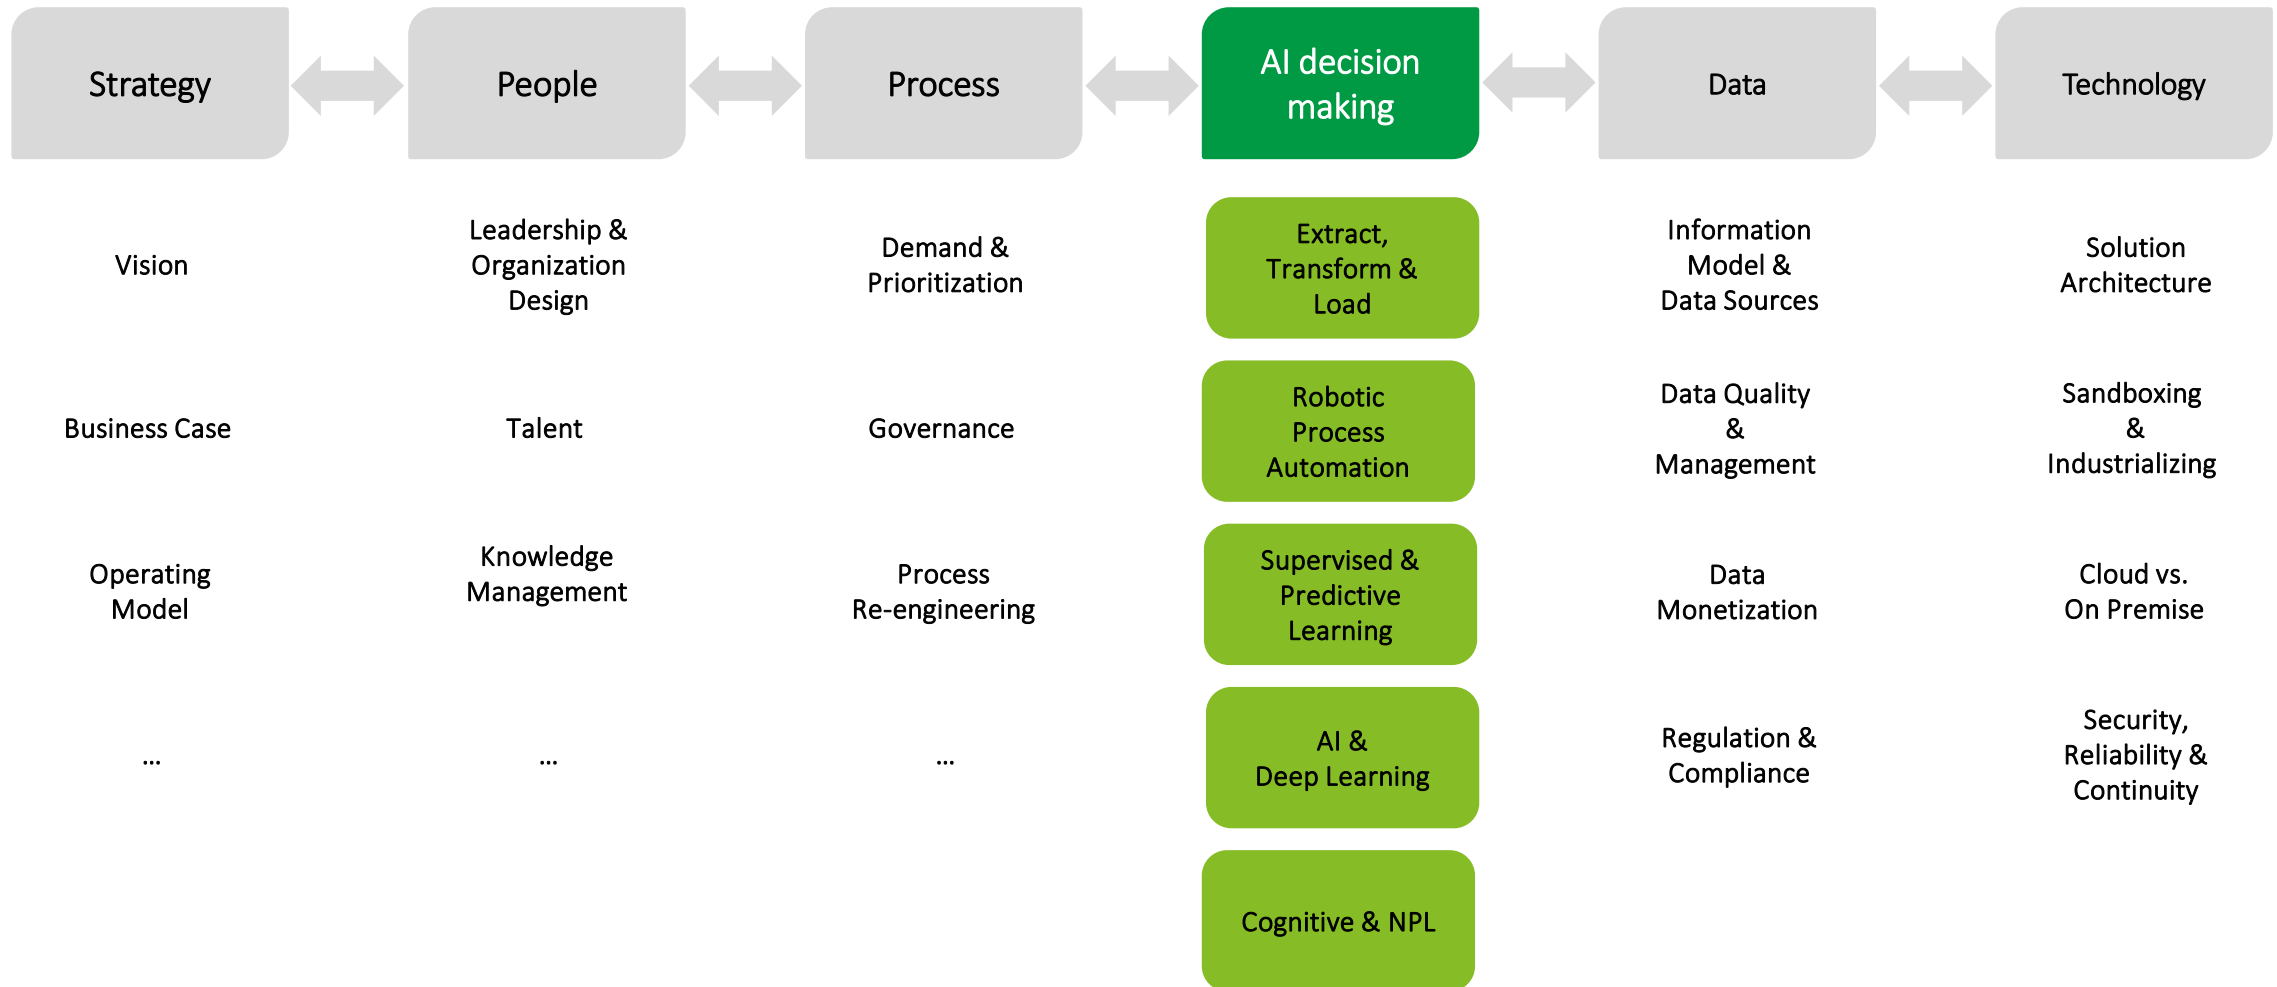 Strategy
People
Process
AI decision
making
Data
Technology
Vision
Business Case
Operating
Model
...
Leadership &
Organization
Design
Talent
Knowledge
Management
...
Demand &
Prioritization
Governance
Process
Re-engineering
...
Extract,
Transform &
Load
Robotic
Process
Automation
Supervised &
Predictive
Learning
AI &
Deep Learning
Cognitive & NPL
Information
Model &
Data Sources
Data Quality
&
Management
Data
Monetization
Regulation &
Compliance
Solution
Architecture
Sandboxing
&
Industrializing
Cloud vs.
On Premise
Security,
Reliability &
Continuity